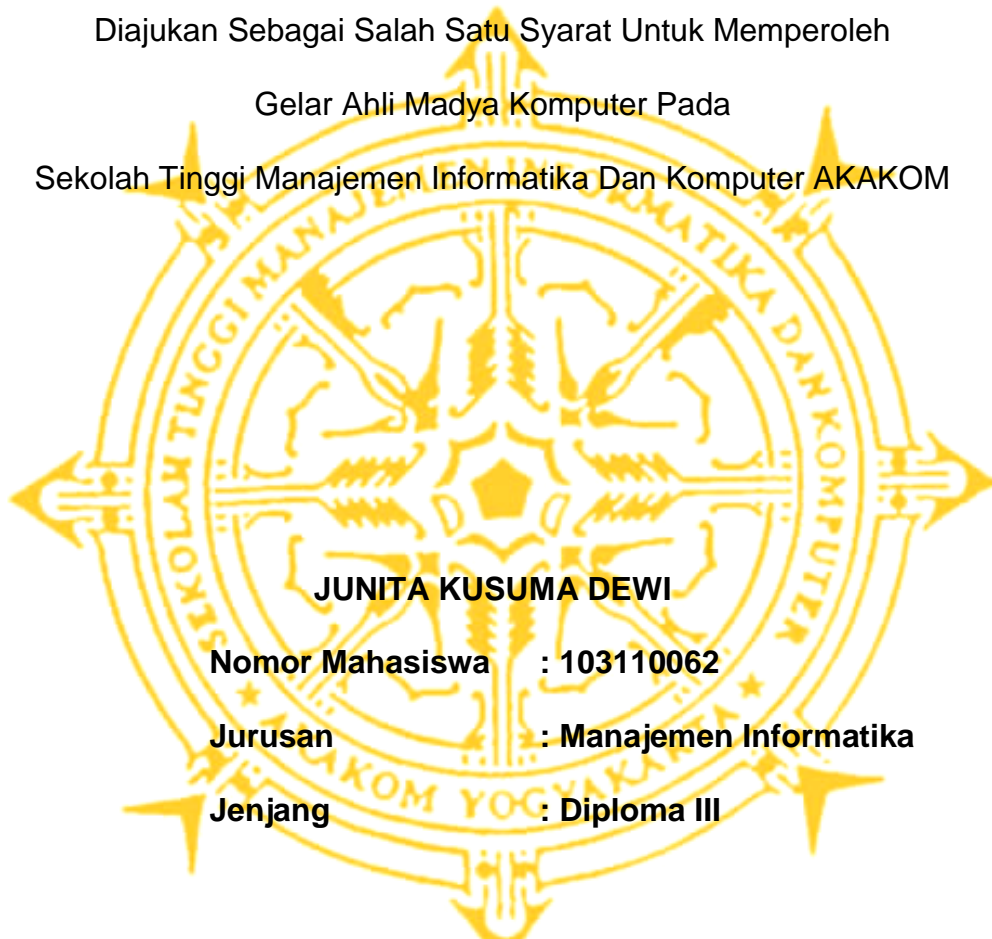 Diajukan Sebagai Salah Satu Syarat Untuk Memperoleh
Gelar Ahli Madya Komputer Pada
Sekolah Tinggi Manajemen Informatika Dan Komputer AKAKOM
SEKOLAH TINGGI MANAJEMEN INFORMATIKA DAN KOMPUTER
JUNITA KUSUMA DEWI
Nomor Mahasiswa : 103110062
Jurusan : Manajemen Informatika
Jenjang : Diploma III
★ AKAKOM YOGYAKARTA ★